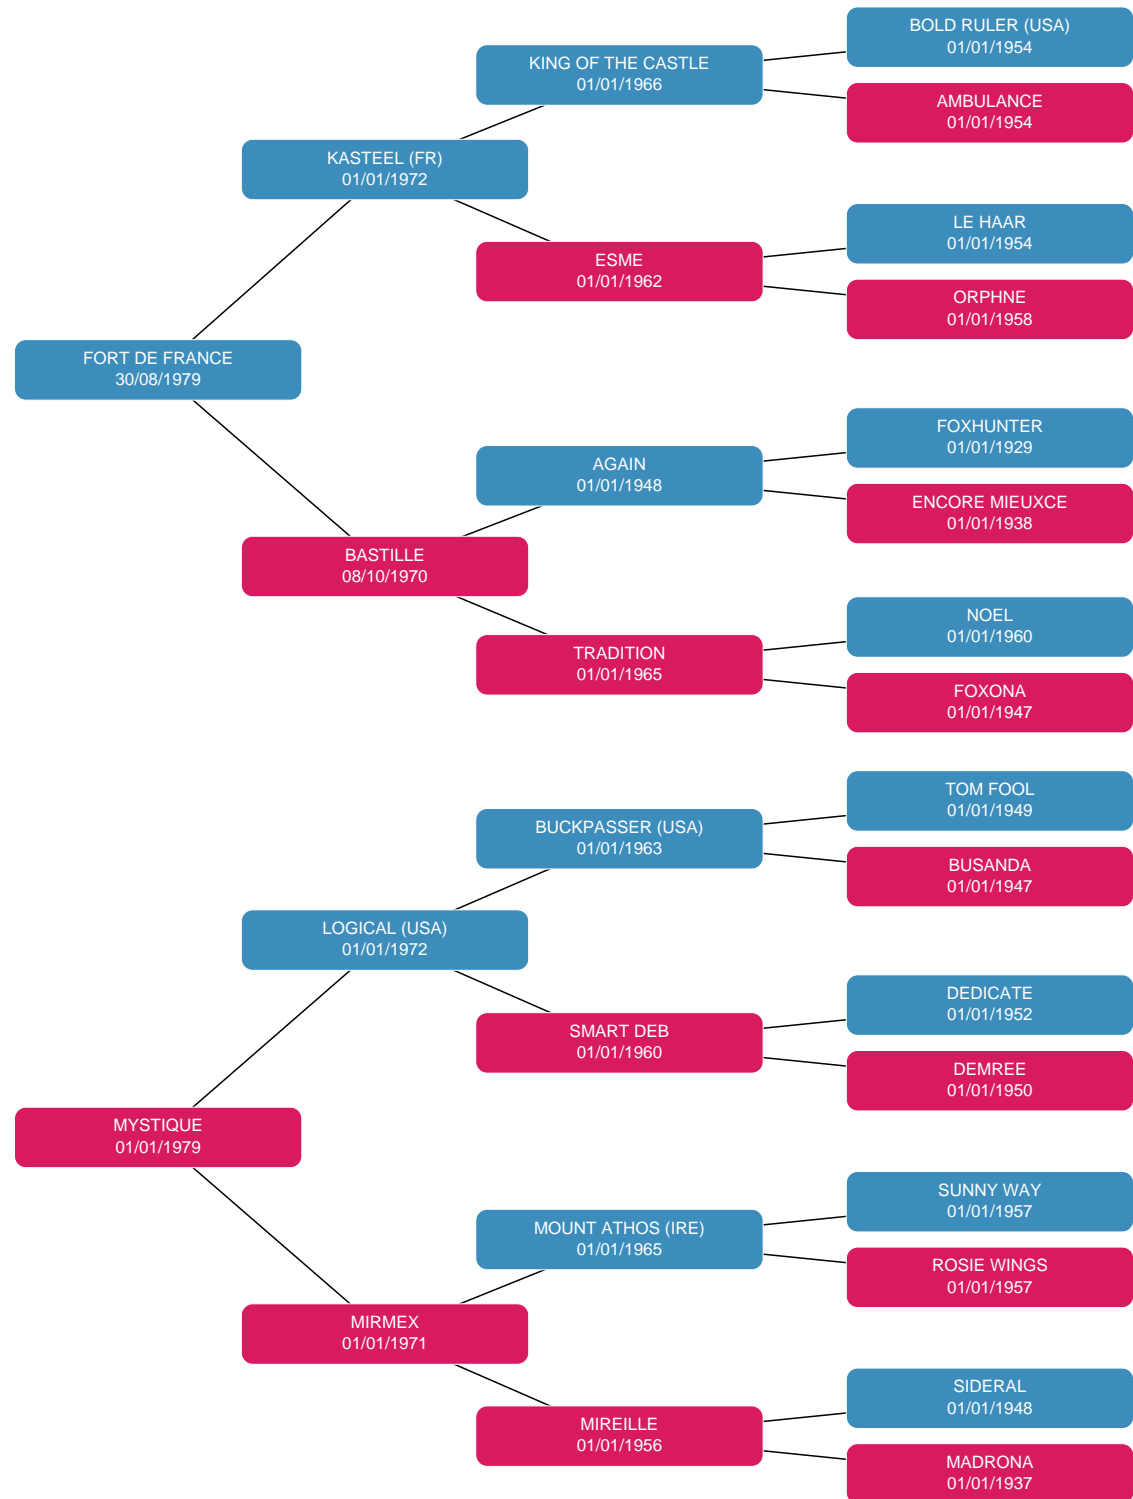 BOLD RULER (USA)
01/01/1954
KING OF THE CASTLE
01/01/1966
AMBULANCE
01/01/1954
KASTEEL (FR)
01/01/1972
LE HAAR
01/01/1954
ESME
01/01/1962
ORPHNE
01/01/1958
FORT DE FRANCE
30/08/1979
FOXHUNTER
01/01/1929
AGAIN
01/01/1948
ENCORE MIEUXCE
01/01/1938
BASTILLE
08/10/1970
NOEL
01/01/1960
TRADITION
01/01/1965
FOXONA
01/01/1947
TOM FOOL
01/01/1949
BUCKPASSER (USA)
01/01/1963
BUSANDA
01/01/1947
LOGICAL (USA)
01/01/1972
DEDICATE
01/01/1952
SMART DEB
01/01/1960
DEMREE
01/01/1950
MYSTIQUE
01/01/1979
SUNNY WAY
01/01/1957
MOUNT ATHOS (IRE)
01/01/1965
ROSIE WINGS
01/01/1957
MIRMEX
01/01/1971
SIDERAL
01/01/1948
MIREILLE
01/01/1956
MADRONA
01/01/1937